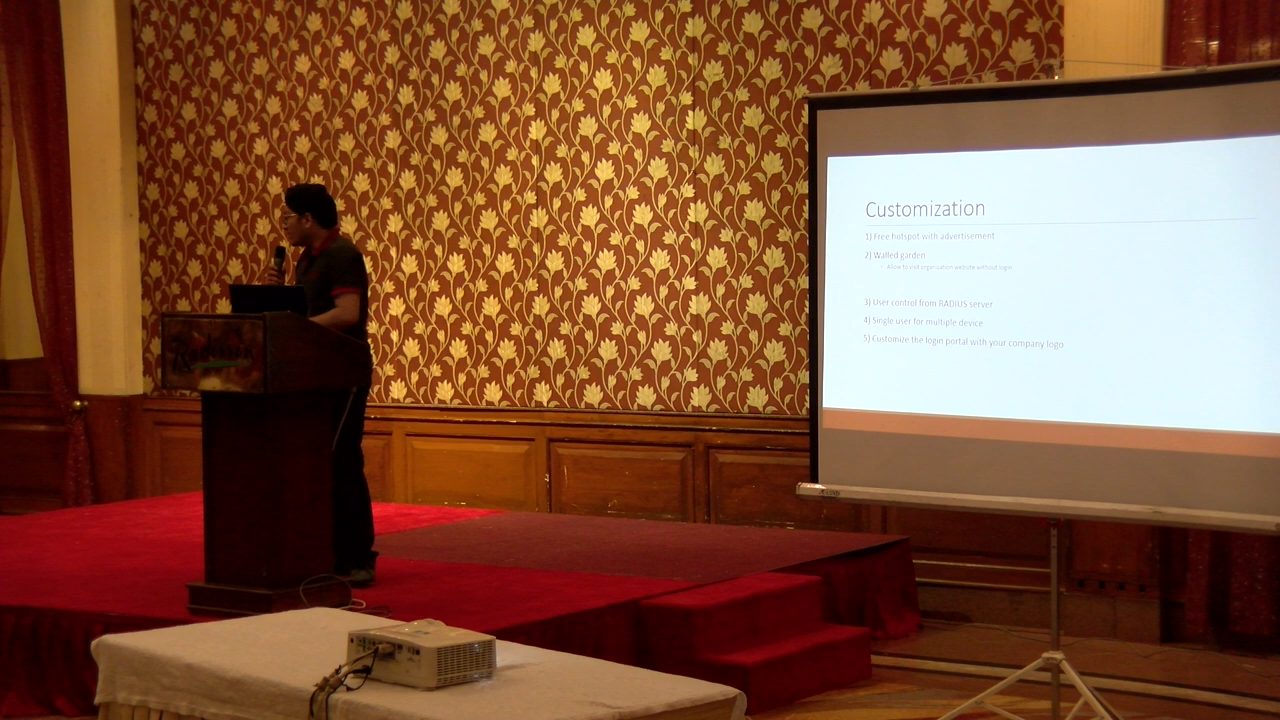 Customization
1) Free hotspot with advertisement
2) Walled garden
Allow to visit organization website without login
3) User control from RADIUS server
4) Single user for multiple device
5) Customize the login portal with your company logo
Radisson